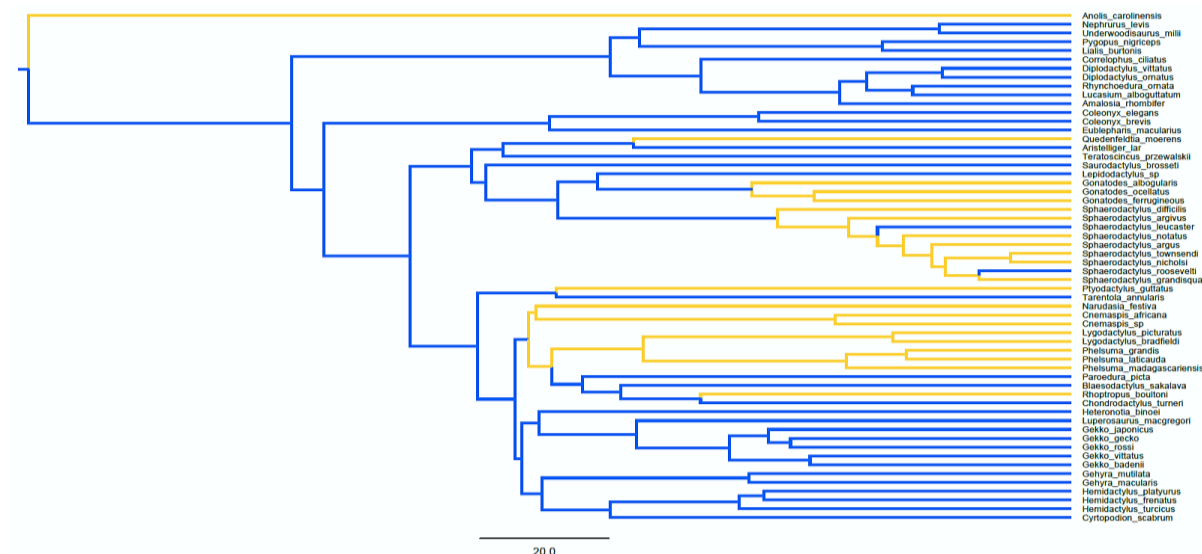 Anolis_carolinensis
Nephrurus_levis
Underwoodisaurus_milii
Pygopus_nigriceps
Lialis_burtonis
Correlophus_ciliatus
Diplodactylus_vittatus
Diplodactylus_ornatus
Rhynchoedura_ornata
Lucasium_alboguttatum
Amalosia_rhombifer
Coleonyx_elegans
Coleonyx_brevis
Eublepharis_macularius
Quedenfeldtia_moerens
Aristelliger_lar
Teratoscincus_przewalskii
Saurodactylus_brosseti
Lepidodactylus_sp
Gonatodes_albogularis
Gonatodes_ocellatus
Gonatodes_ferrugineous
Sphaerodactylus_difficilis
Sphaerodactylus_argivus
Sphaerodactylus_leucaster
Sphaerodactylus_notatus
Sphaerodactylus_argus
Sphaerodactylus_townsendi
Sphaerodactylus_nicholsi
Sphaerodactylus_roosevelti
Sphaerodactylus_grandisqua
Ptyodactylus_guttatus
Tarentola_annularis
Narudasia_festiva
Cnemaspis_africana
Cnemaspis_sp
Lygodactylus_picturatus
Lygodactylus_bradfieldi
Phelsuma_grandis
Phelsuma_laticauda
Phelsuma_madagascariensis
Paroedura_picta
Blaesodactylus_sakalava
Rhoptropus_boultoni
Chondrodactylus_turneri
Heteronotia_binoei
Luperosaurus_macgregori
Gekko_japonicus
Gekko_gecko
Gekko_rossi
Gekko_vittatus
Gekko_badenii
Gehyra_mutilata
Gehyra_macularis
Hemidactylus_platyurus
Hemidactylus_frenatus
Hemidactylus_turcicus
Cyrtopodion_scabrum
20.0